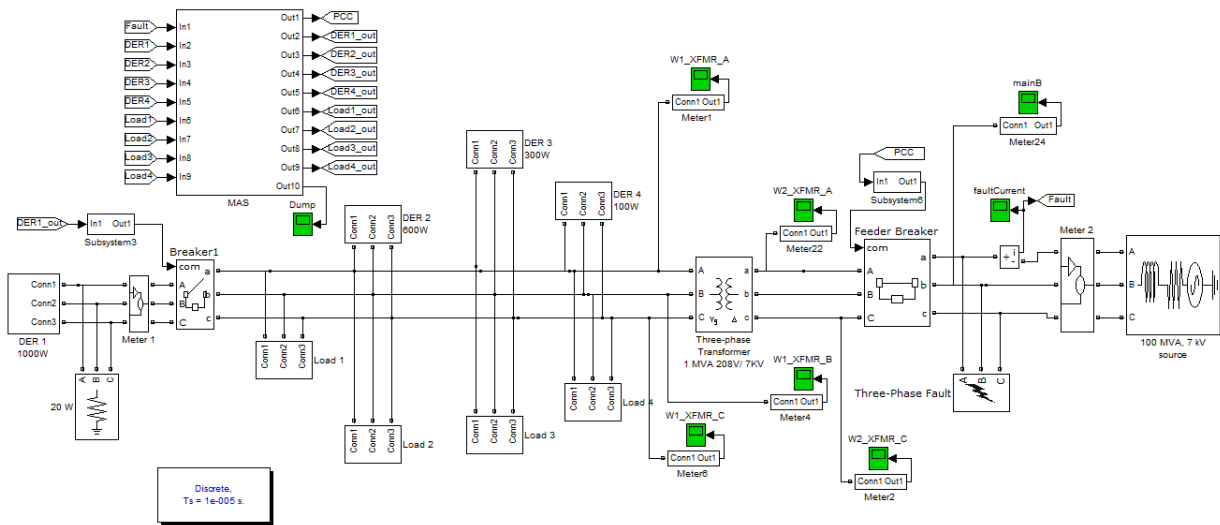 Fault
DER1
DER2
DER3
DER4
Load1
Load2
Load3
Load4
In1
In2
In3
In4
In5
In6
In7
In8
In9
Out1
Out2
Out3
Out4
Out5
Out6
Out7
Out8
Out9
Out10
MAS
PCC
DER1_out
DER2_out
DER3_out
DER4_out
Load1_out
Load2_out
Load3_out
Load4_out
Dump
DER1_out
In1 Out1
Subsystem3
Breaker1
com
A
B
C
a
b
c
Conn1
Conn2
Conn3
DER 1
1000W
A
B
C
Meter 1
A
B
C
20 W
Conn1
Conn2
Conn3
Load 1
Conn1
Conn2
Conn3
DER 2
600W
Conn1
Conn2
Conn3
Load 2
Conn1
Conn2
Conn3
DER 3
300W
Conn1
Conn2
Conn3
Load 3
Conn1
Conn2
Conn3
DER 4
100W
Conn1
Conn2
Conn3
Load 4
W1_XFMR_A
Conn1 Out1
Meter1
W2_XFMR_A
Conn1 Out1
Meter22
A
B
C
a
b
c
Yg
Δ
Three-phase
Transformer
1 MVA 208V/ 7KV
W1_XFMR_B
Conn1 Out1
Meter4
W1_XFMR_C
Conn1 Out1
Meter6
W2_XFMR_C
Conn1 Out1
Meter2
PCC
In1 Out1
Subsystem6
Feeder Breaker
com
A
B
C
a
b
c
mainB
Conn1 Out1
Meter24
faultCurrent
Fault
+
-
i
Meter 2
A
B
C
Three-Phase Fault
A
B
C
A
B
C
100 MVA, 7 kV
source
Discrete,
Ts = 1e-005 s.